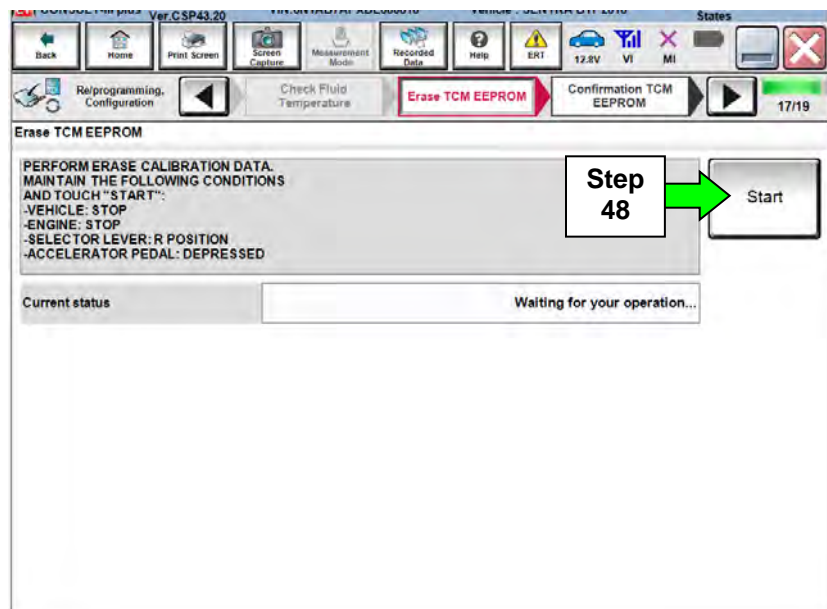 Ver.CSP43.20
States
Back
Home
Print Screen
Screen Capture
Measurement Mode
Recorded Data
Help
ERT
12.8V
VI
MI
Re/programming, Configuration
Check Fluid Temperature
Erase TCM EEPROM
Confirmation TCM EEPROM
17/19
Erase TCM EEPROM
PERFORM ERASE CALIBRATION DATA.
MAINTAIN THE FOLLOWING CONDITIONS
AND TOUCH "START":
-VEHICLE: STOP
-ENGINE: STOP
-SELECTOR LEVER: R POSITION
-ACCELERATOR PEDAL: DEPRESSED
Step
48
Start
Current status
Waiting for your operation...